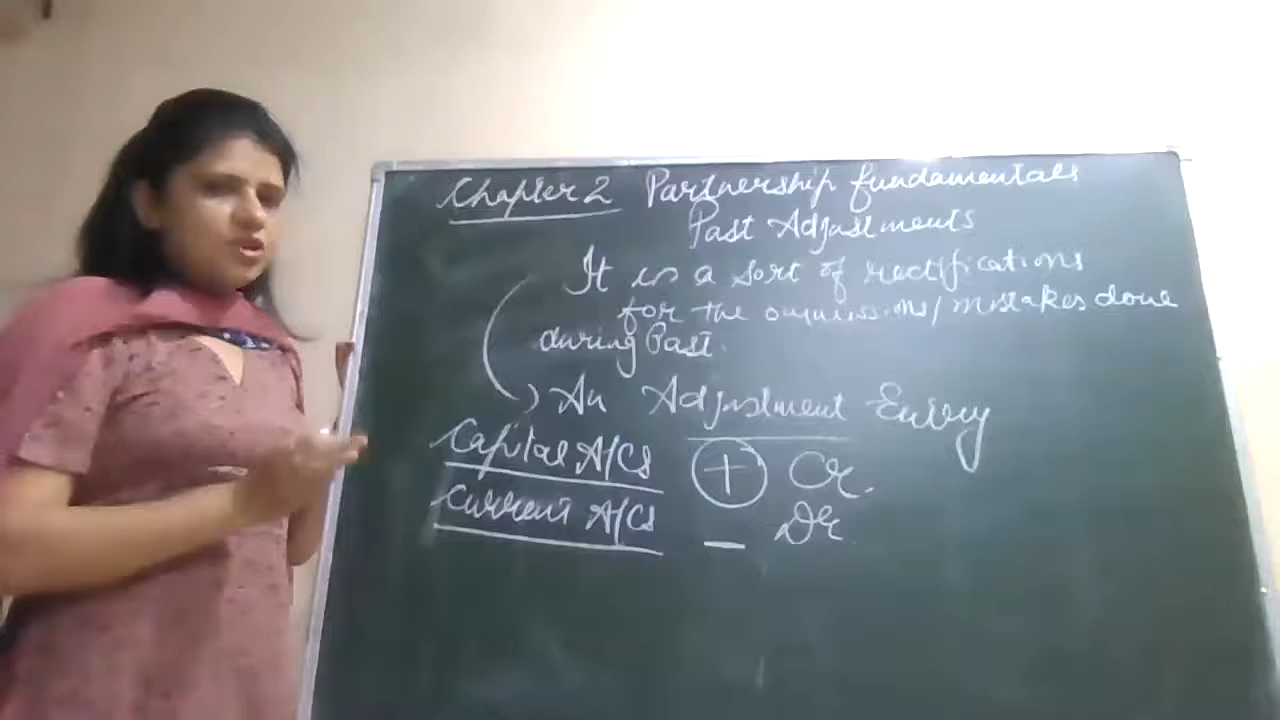 Chapter 2 Partnership fundamentals
Past Adjustments
It is a sort of rectifications
for the ommissions/mistakes done
during Past.
An Adjustment Entry
Capital A/Cs + Cr.
Current A/Cs – Dr.